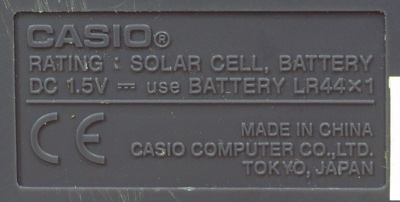 CASIO®
RATING : SOLAR CELL, BATTERY
DC 1.5V ⎓ use BATTERY LR44×1
CE
MADE IN CHINA
CASIO COMPUTER CO.,LTD.
TOKYO, JAPAN